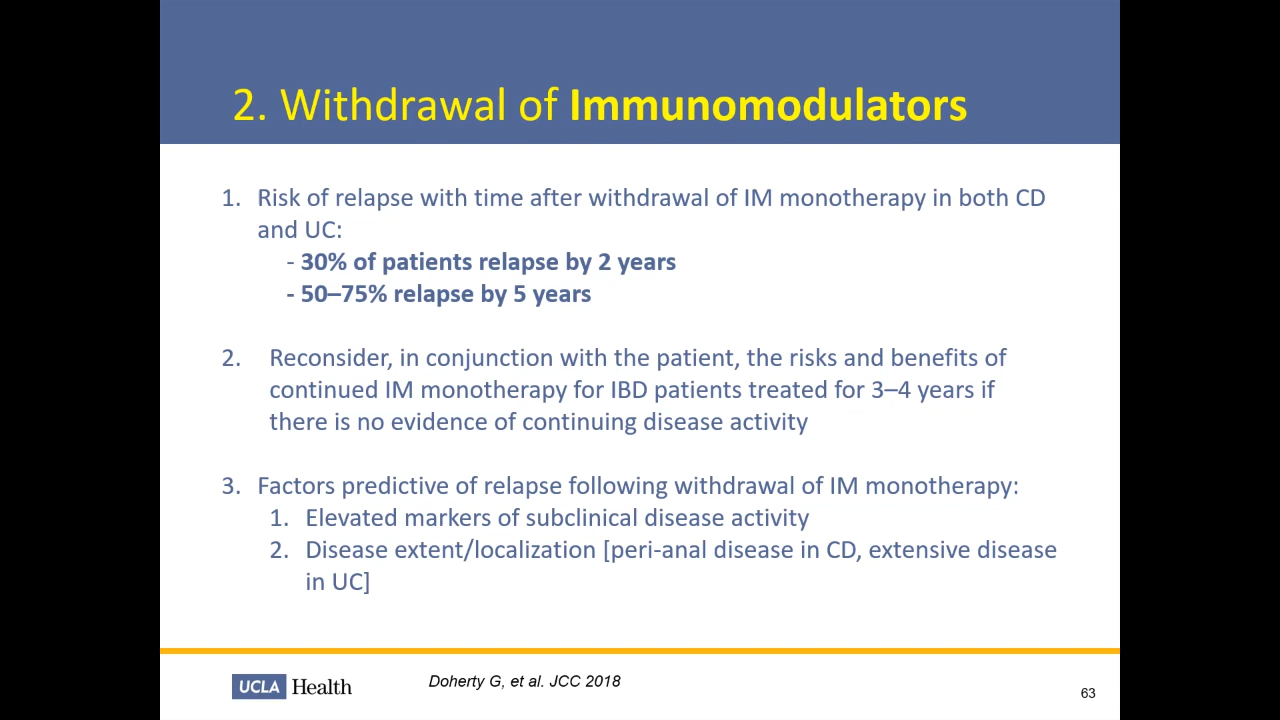 2. Withdrawal of Immunomodulators
1. Risk of relapse with time after withdrawal of IM monotherapy in both CD
and UC:
- 30% of patients relapse by 2 years
- 50–75% relapse by 5 years
2. Reconsider, in conjunction with the patient, the risks and benefits of
continued IM monotherapy for IBD patients treated for 3–4 years if
there is no evidence of continuing disease activity
3. Factors predictive of relapse following withdrawal of IM monotherapy:
1. Elevated markers of subclinical disease activity
2. Disease extent/localization [peri-anal disease in CD, extensive disease
in UC]
UCLA Health
Doherty G, et al. JCC 2018
63